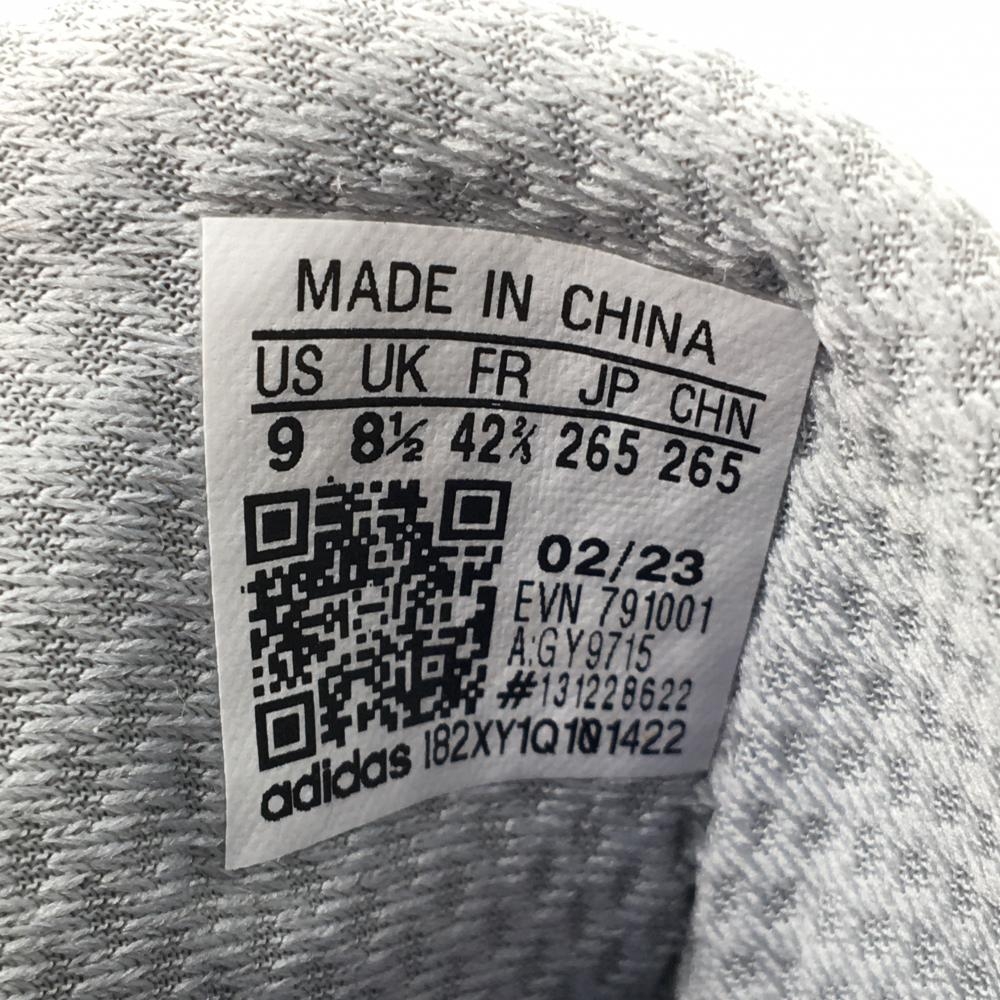 MADE IN CHINA
US UK FR JP CHN
9 8½ 42⅔ 265 265
02/23
EVN 791001
A:GY9715
#131228622
adidas I82XY1Q101422